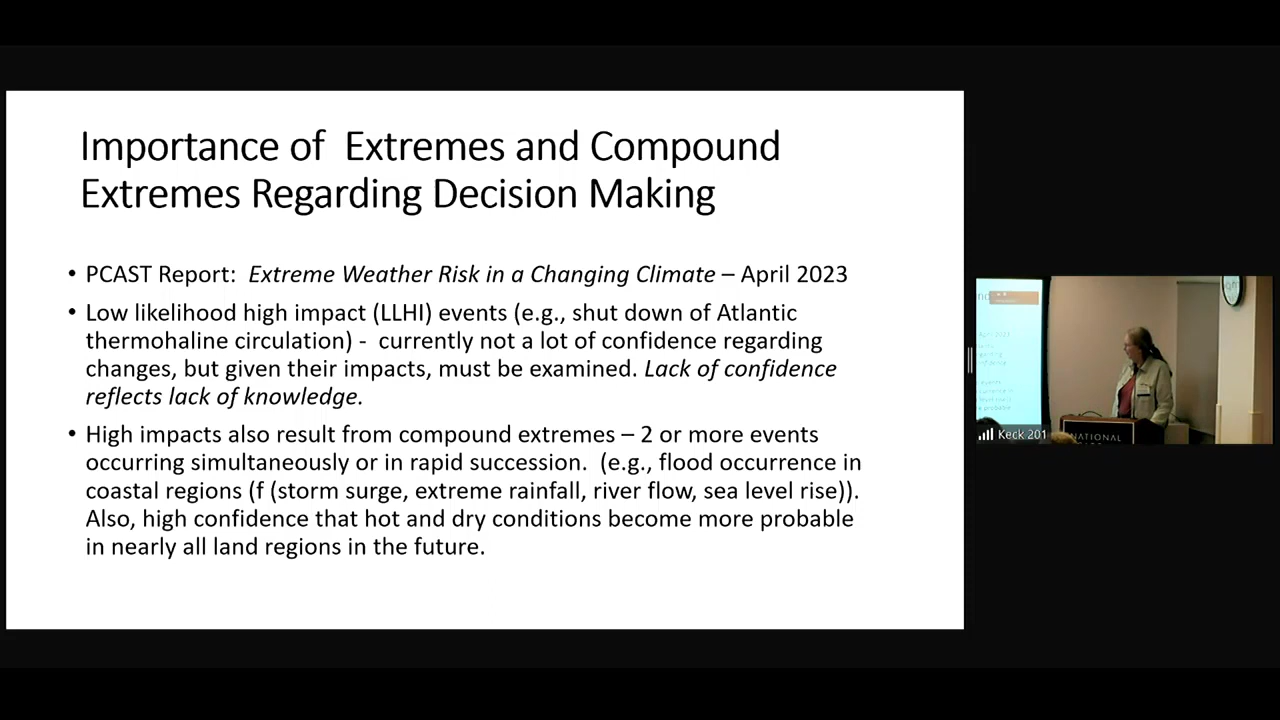 Importance of  Extremes and Compound
Extremes Regarding Decision Making
• PCAST Report:  Extreme Weather Risk in a Changing Climate – April 2023
• Low likelihood high impact (LLHI) events (e.g., shut down of Atlantic
thermohaline circulation) -  currently not a lot of confidence regarding
changes, but given their impacts, must be examined. Lack of confidence
reflects lack of knowledge.
• High impacts also result from compound extremes – 2 or more events
occurring simultaneously or in rapid succession.  (e.g., flood occurrence in
coastal regions (f (storm surge, extreme rainfall, river flow, sea level rise)).
Also, high confidence that hot and dry conditions become more probable
in nearly all land regions in the future.
Keck 201
NATIONAL